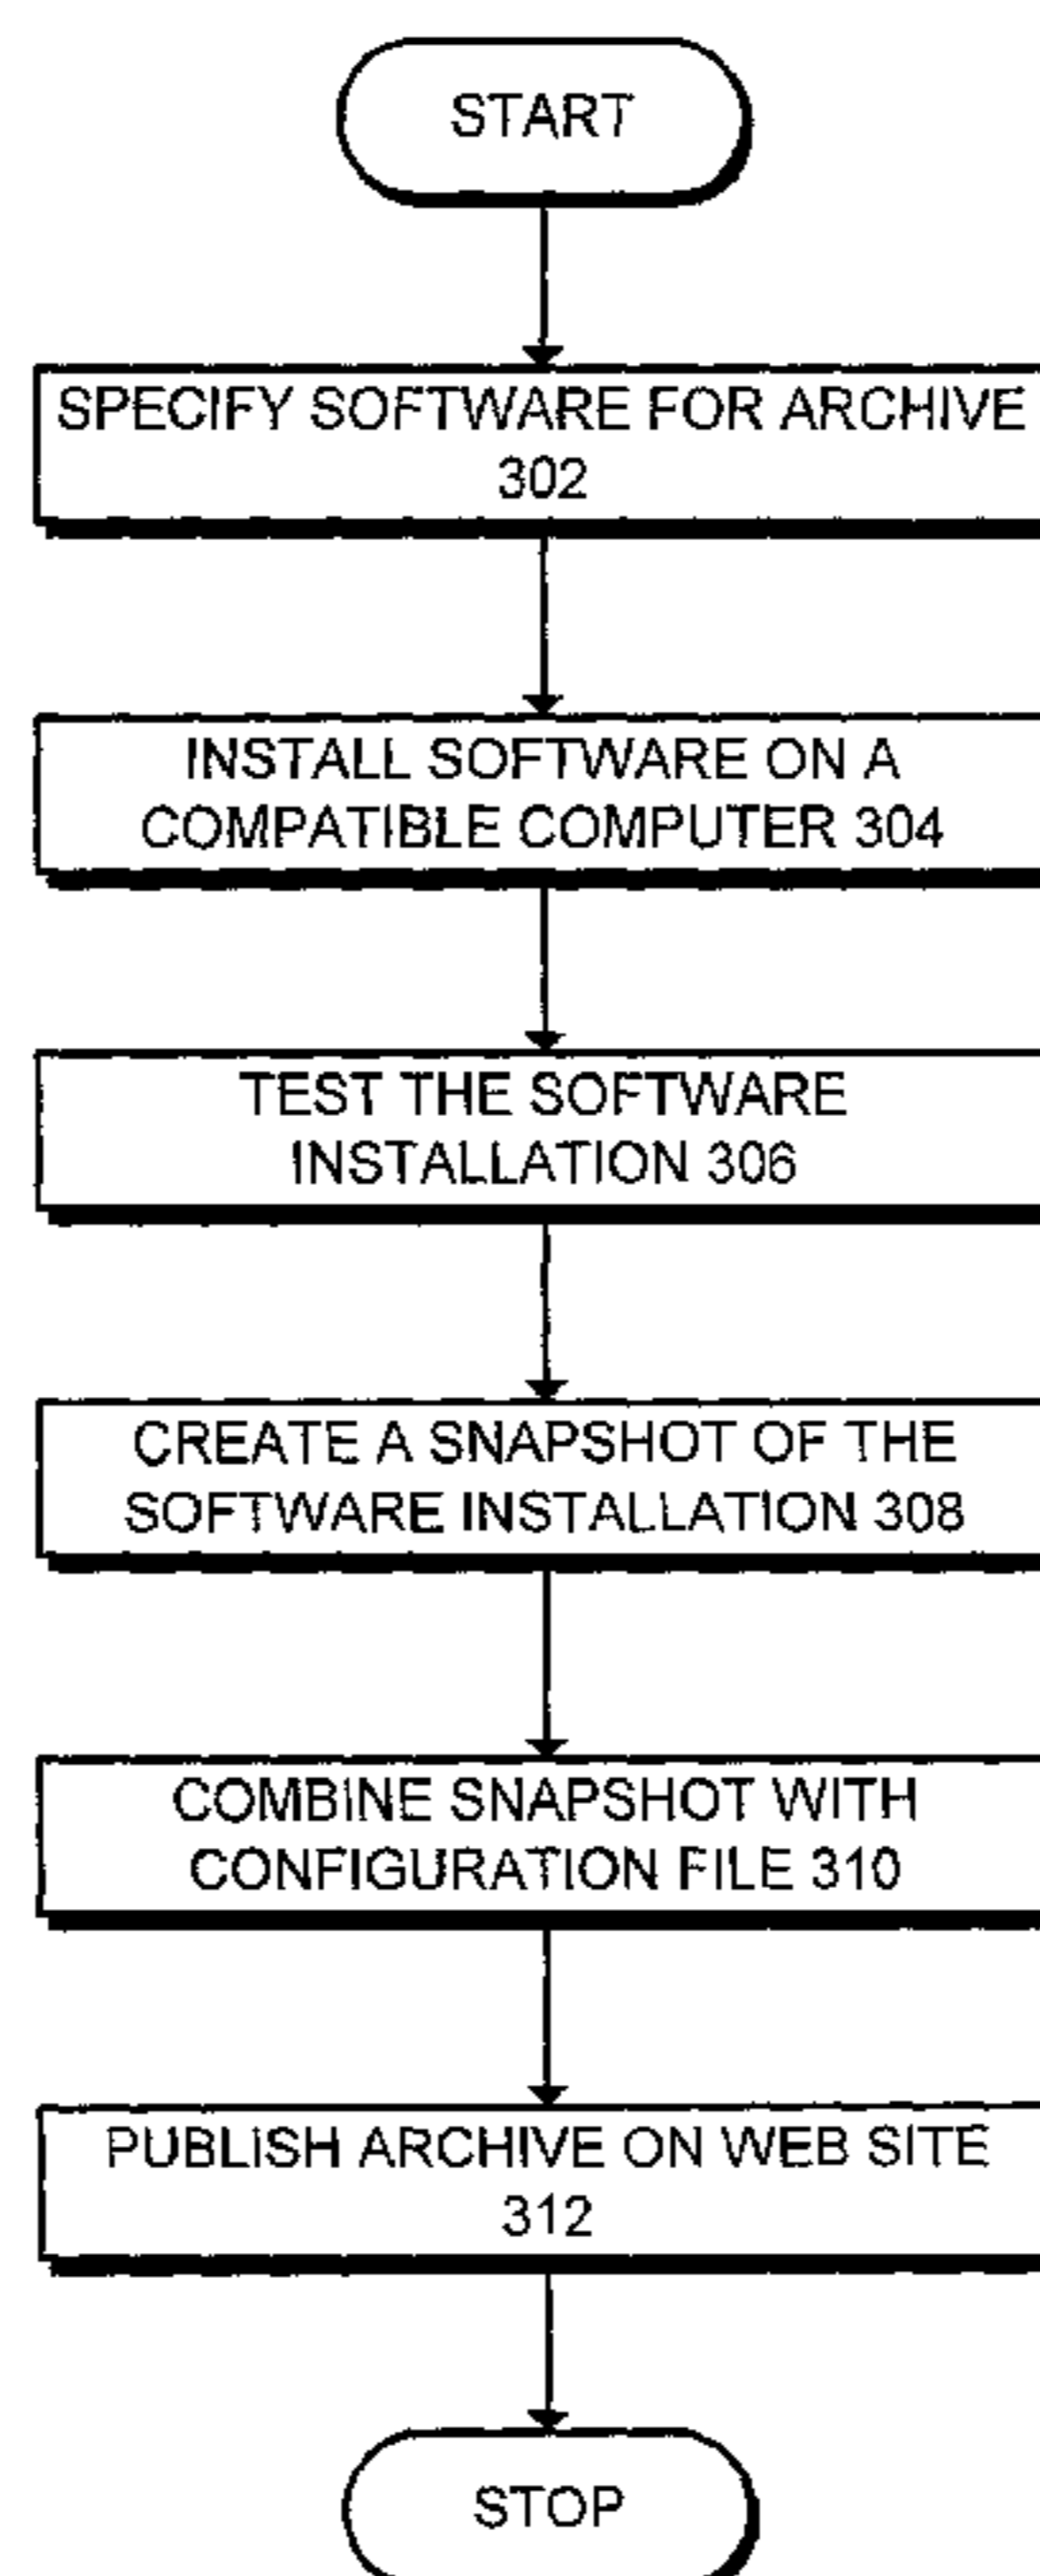 START
SPECIFY SOFTWARE FOR ARCHIVE
302
INSTALL SOFTWARE ON A
COMPATIBLE COMPUTER 304
TEST THE SOFTWARE
INSTALLATION 306
CREATE A SNAPSHOT OF THE
SOFTWARE INSTALLATION 308
COMBINE SNAPSHOT WITH
CONFIGURATION FILE 310
PUBLISH ARCHIVE ON WEB SITE
312
STOP